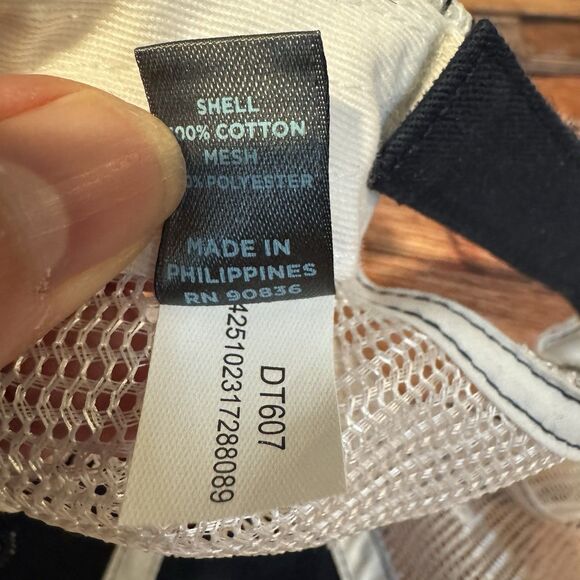 SHELL
00% COTTON
MESH
% POLYESTER
MADE IN
PHILIPPINES
RN 90836
DT607
425102317288089